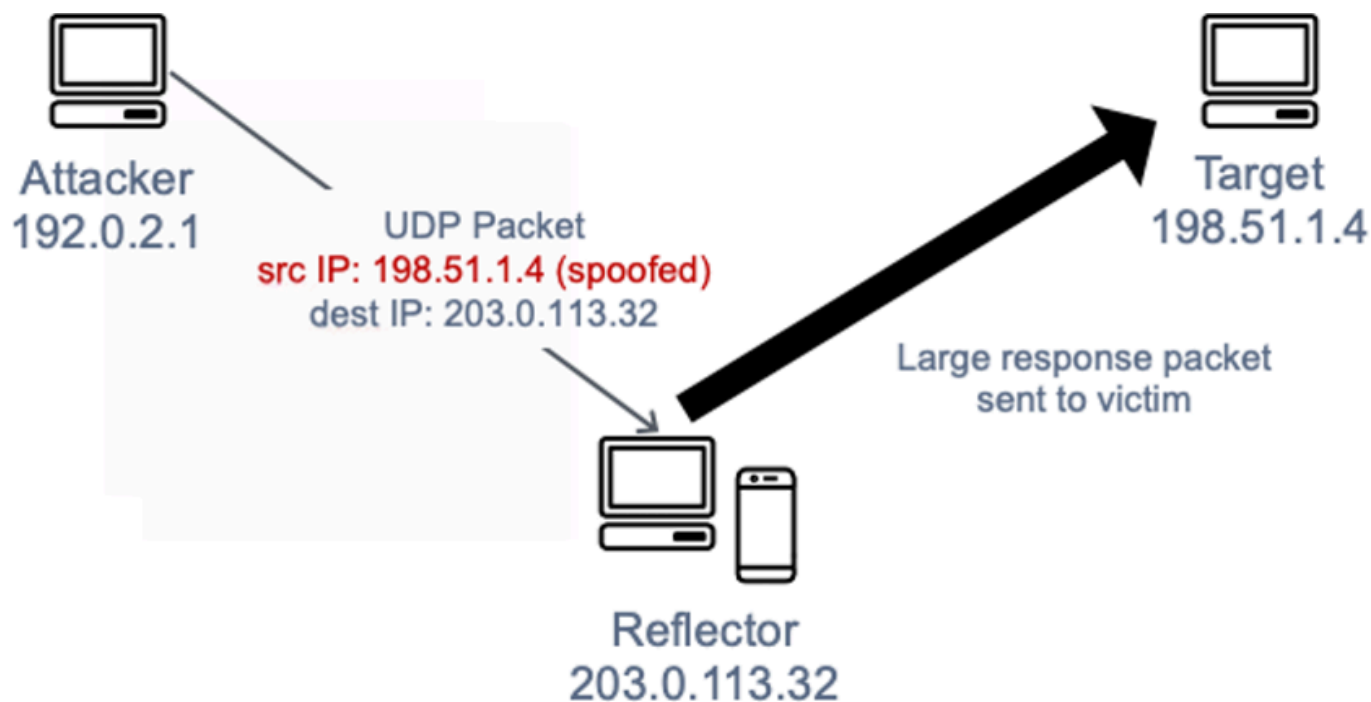 Attacker
192.0.2.1
UDP Packet
src IP: 198.51.1.4 (spoofed)
dest IP: 203.0.113.32
Target
198.51.1.4
Large response packet
sent to victim
Reflector
203.0.113.32